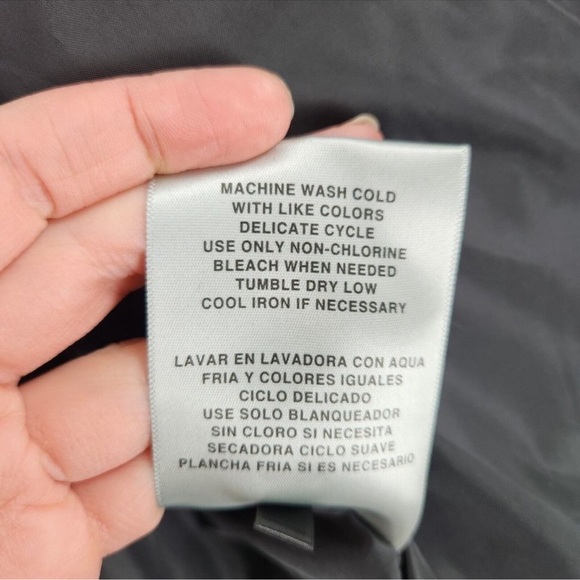 MACHINE WASH COLD
WITH LIKE COLORS
DELICATE CYCLE
USE ONLY NON-CHLORINE
BLEACH WHEN NEEDED
TUMBLE DRY LOW
COOL IRON IF NECESSARY
LAVAR EN LAVADORA CON AQUA
FRIA Y COLORES IGUALES
CICLO DELICADO
USE SOLO BLANQUEADOR
SIN CLORO SI NECESITA
SECADORA CICLO SUAVE
PLANCHA FRIA SI ES NECESARIO